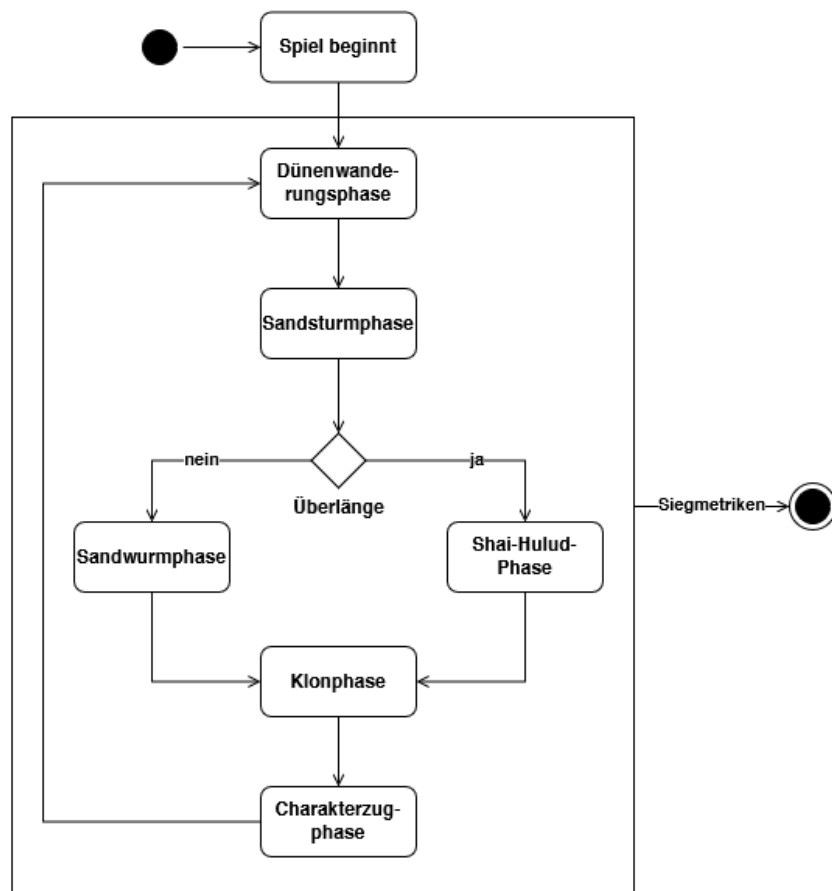 Spiel beginnt
Dünenwande-
rungsphase
Sandsturmphase
nein
ja
Überlänge
Siegmetriken
Sandwurmphase
Shai-Hulud-
Phase
Klonphase
Charakterzug-
phase